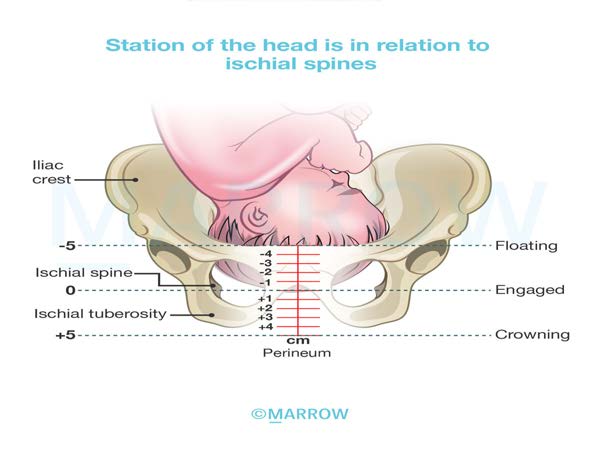 Station of the head is in relation to
ischial spines
Iliac
crest
MARROW
-5
Floating
-4
-3
-2
Ischial spine
-1
0
Engaged
+1
+2
Ischial tuberosity
+3
+4
+5
Crowning
cm
Perineum
©MARROW